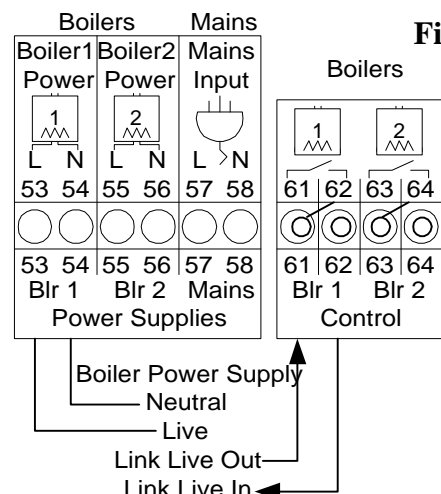 Boilers Mains
Fi
Boiler1 Boiler2 Mains
Power Power Input
Boilers
1 2
L N L N L N
53 54 55 56 57 58
1 2
61 62 63 64
53 54 55 56 57 58
Blr 1 Blr 2 Mains
Power Supplies
61 62 63 64
Blr 1 Blr 2
Control
Boiler Power Supply
Neutral
Live
Link Live Out
Link Live In